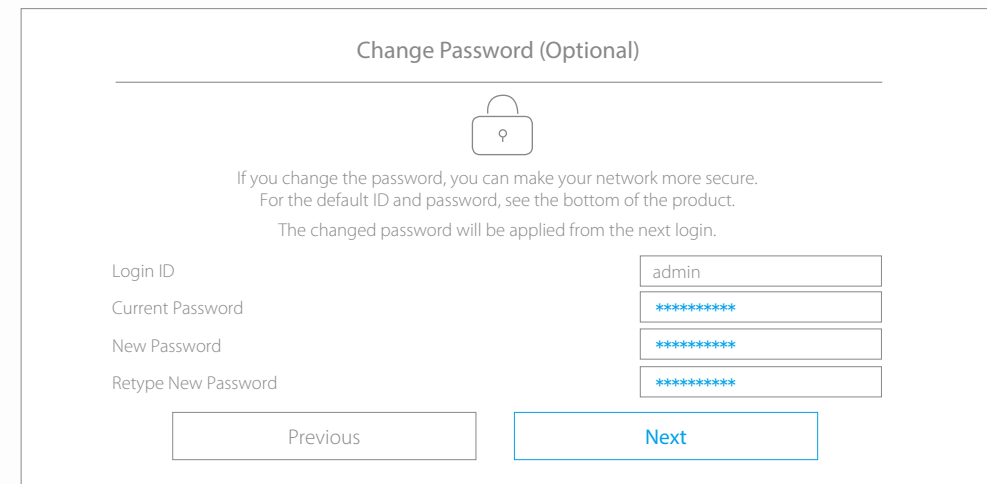 Change Password (Optional)
If you change the password, you can make your network more secure.
For the default ID and password, see the bottom of the product.
The changed password will be applied from the next login.
Login ID admin
Current Password **********
New Password **********
Retype New Password **********
Previous Next